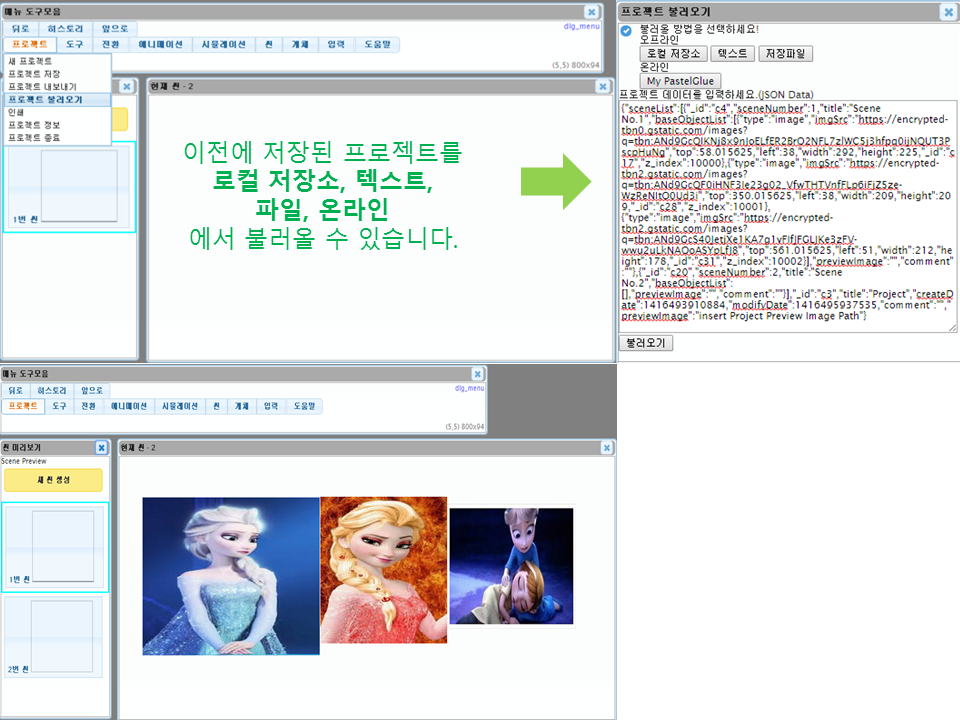 메뉴 도구모음
뒤로 히스토리 앞으로
dlg_menu
프로젝트 도구 전환 애니메이션 시뮬레이션 씬 개체 입력 도움말
(5,5) 800x94
새 프로젝트
프로젝트 저장
프로젝트 내보내기
프로젝트 불러오기
인쇄
프로젝트 정보
프로젝트 종료
1번 씬
현재 씬 - 2
이전에 저장된 프로젝트를
로컬 저장소, 텍스트,
파일, 온라인
에서 불러올 수 있습니다.
프로젝트 불러오기
불러올 방법을 선택하세요!
오프라인
로컬 저장소 텍스트 저장파일
온라인
My PastelGlue
프로젝트 데이터를 입력하세요.(JSON Data)
{"sceneList":[{"_id":"c4","sceneNumber":1,"title":"Scene
No.1","baseObjectList":[{"type":"image","imgSrc":"https://encrypted-
tbn0.gstatic.com/images?
","top":58.015625,"left":38,"width":292,"height":225,"_id":"c
17","z_index":10000},{"type":"image","imgSrc":"https://encrypted-
tbn2.gstatic.com/images?
","top":350.015625,"left":38,"width":209,"height":20
9,"_id":"c28","z_index":10001},
{"type":"image","imgSrc":"https://encrypted-
tbn2.gstatic.com/images?
","top":561.015625,"left":51,"width":212,"he
ight":178,"_id":"c31","z_index":10002}],"previewImage":"","comment
":""},{"_id":"c20","sceneNumber":2,"title":"Scene
No.2","baseObjectList":
[],"previewImage":"","comment":""}],"_id":"c3","title":"Project","createD
ate":1416493910884,"modifyDate":1416495937535,"comment":"","
previewImage":"insert Project Preview Image Path"}
불러오기
메뉴 도구모음
뒤로 히스토리 앞으로
dlg_menu
프로젝트 도구 전환 애니메이션 시뮬레이션 씬 개체 입력 도움말
(5,5) 800x94
씬 미리보기
Scene Preview
새 씬 생성
1번 씬
2번 씬
현재 씬 - 2